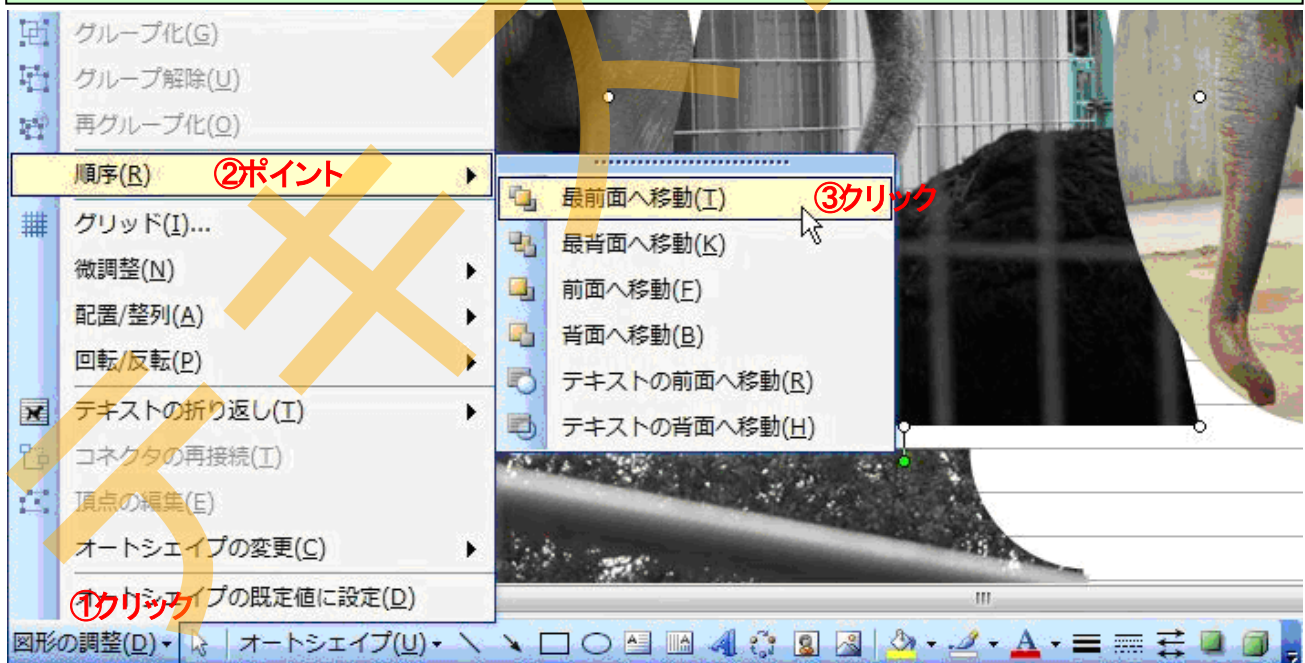 グループ化(G)
グループ解除(U)
再グループ化(O)
順序(R)
②ポイント
グリッド(I)...
微調整(N)
配置/整列(A)
回転/反転(P)
テキストの折り返し(T)
コネクタの再接続(T)
頂点の編集(E)
オートシェイプの変更(C)
オートシェイプの既定値に設定(D)
①クリック
最前面へ移動(T)
③クリック
最背面へ移動(K)
前面へ移動(F)
背面へ移動(B)
テキストの前面へ移動(R)
テキストの背面へ移動(H)
図形の調整(D)
オートシェイプ(U)